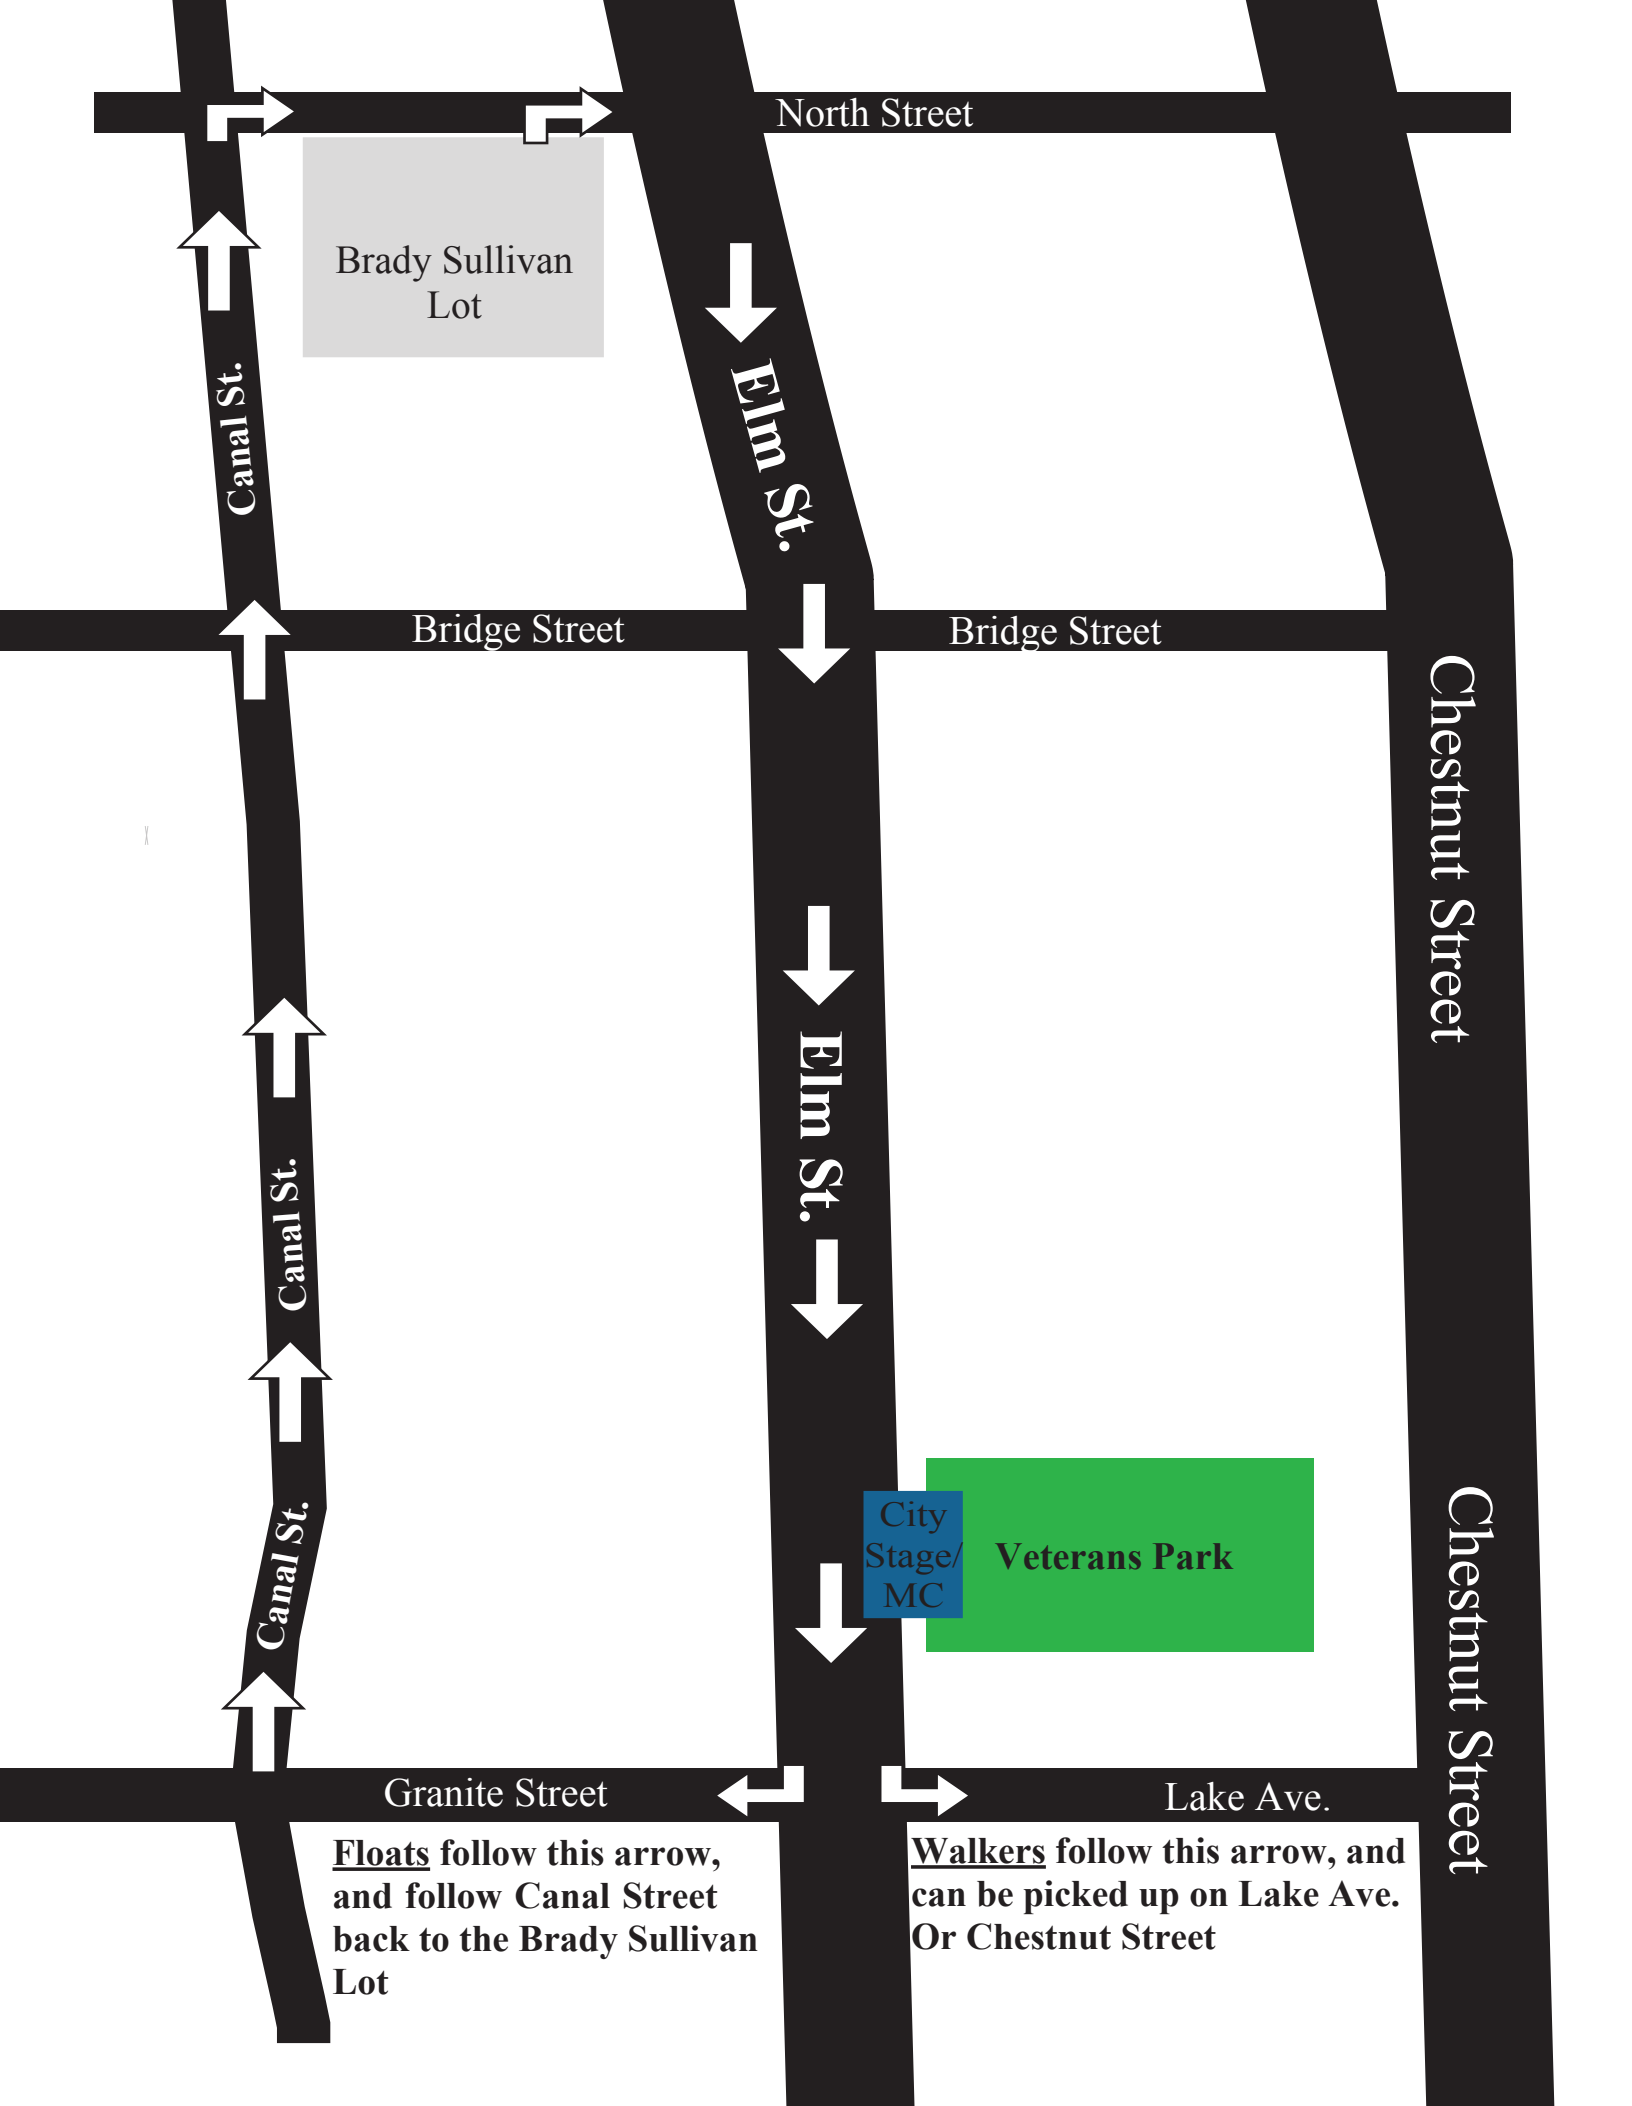 North Street
Brady Sullivan
Lot
Canal St.
Elm St.
Bridge Street
Bridge Street
Chestnut Street
Elm St.
Canal St.
City
Stage/
MC
Veterans Park
Canal St.
Chestnut Street
Granite Street
Lake Ave.
Floats follow this arrow,
and follow Canal Street
back to the Brady Sullivan
Lot
Walkers follow this arrow, and
can be picked up on Lake Ave.
Or Chestnut Street